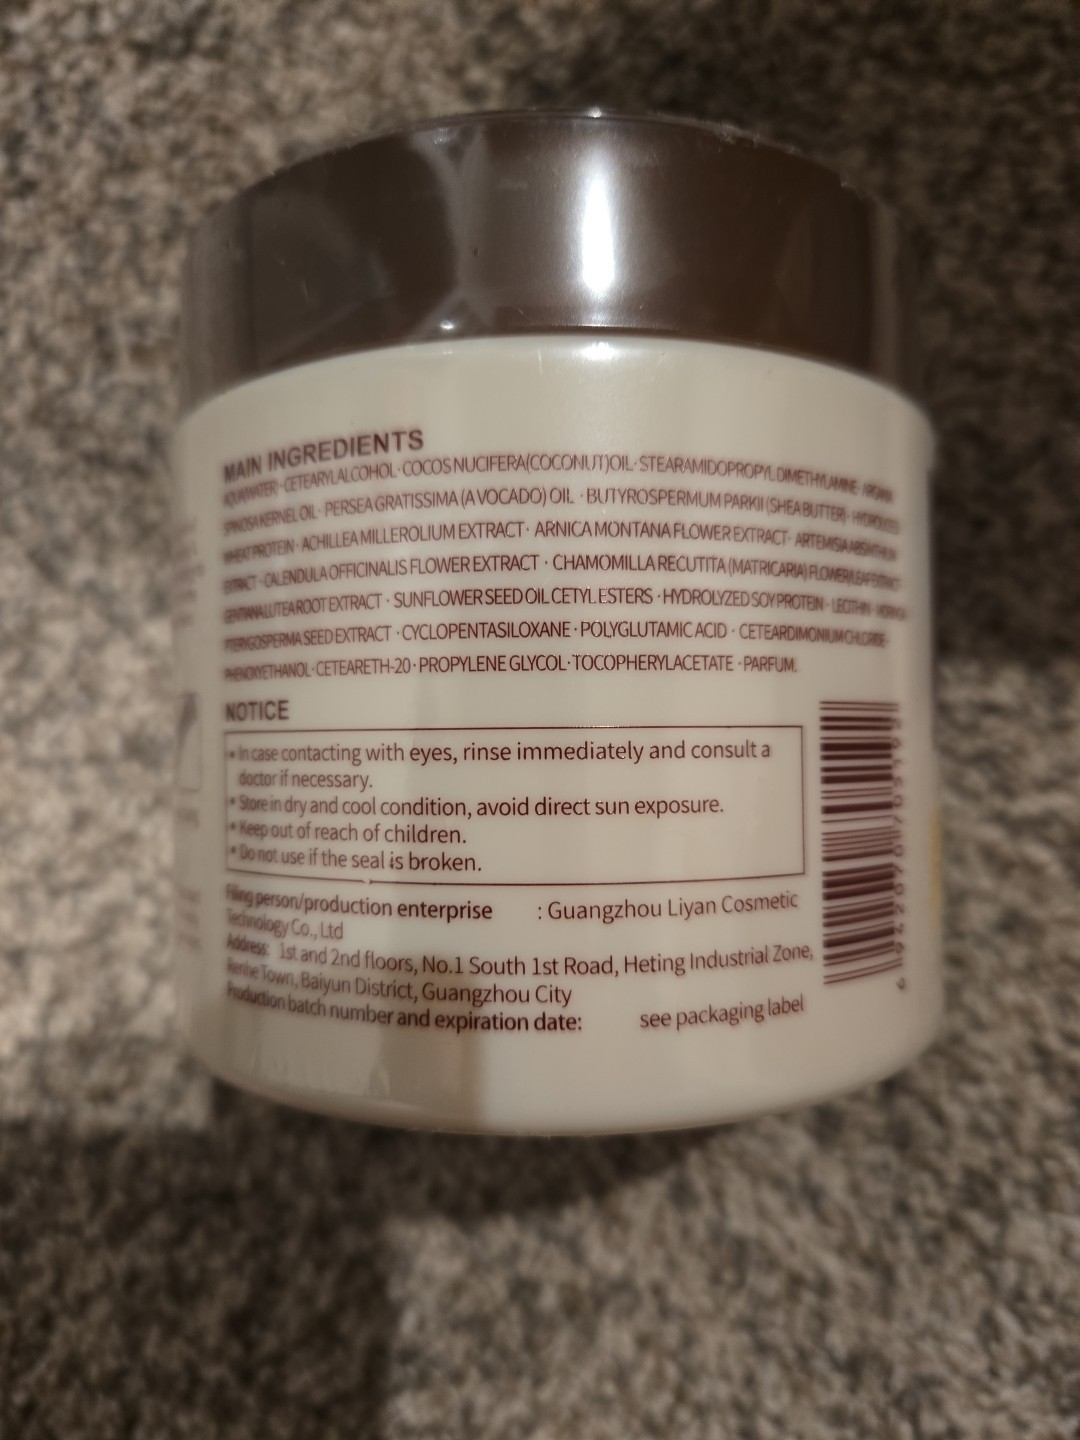 MAIN INGREDIENTS
AQUA/WATER · CETEARYL ALCOHOL · COCOS NUCIFERA(COCONUT)OIL · STEARAMIDOPROPYL DIMETHYLAMINE · ARGANIA
SPINOSA KERNEL OIL · PERSEA GRATISSIMA (AVOCADO) OIL · BUTYROSPERMUM PARKII (SHEA BUTTER) · HYDROLYZED
WHEAT PROTEIN · ACHILLEA MILLEROLIUM EXTRACT · ARNICA MONTANA FLOWER EXTRACT · ARTEMISIA ABSINTHIUM
EXTRACT · CALENDULA OFFICINALIS FLOWER EXTRACT · CHAMOMILLA RECUTITA (MATRICARIA) FLOWER/LEAF EXTRACT ·
GENTIANA LUTEA ROOT EXTRACT · SUNFLOWER SEED OIL CETYL ESTERS · HYDROLYZED SOY PROTEIN · LECITHIN · MORINGA
PTERYGOSPERMA SEED EXTRACT · CYCLOPENTASILOXANE · POLYGLUTAMIC ACID · CETEARDIMONIUM CHLORIDE ·
PHENOXYETHANOL · CETEARETH-20 · PROPYLENE GLYCOL · TOCOPHERYLACETATE · PARFUM.
NOTICE
• In case contacting with eyes, rinse immediately and consult a
doctor if necessary.
• Store in dry and cool condition, avoid direct sun exposure.
• Keep out of reach of children.
• Do not use if the seal is broken.
Filing person/production enterprise : Guangzhou Liyan Cosmetic
Technology Co., Ltd
Address: 1st and 2nd floors, No.1 South 1st Road, Heting Industrial Zone,
Renhe Town, Baiyun District, Guangzhou City
Production batch number and expiration date: see packaging label